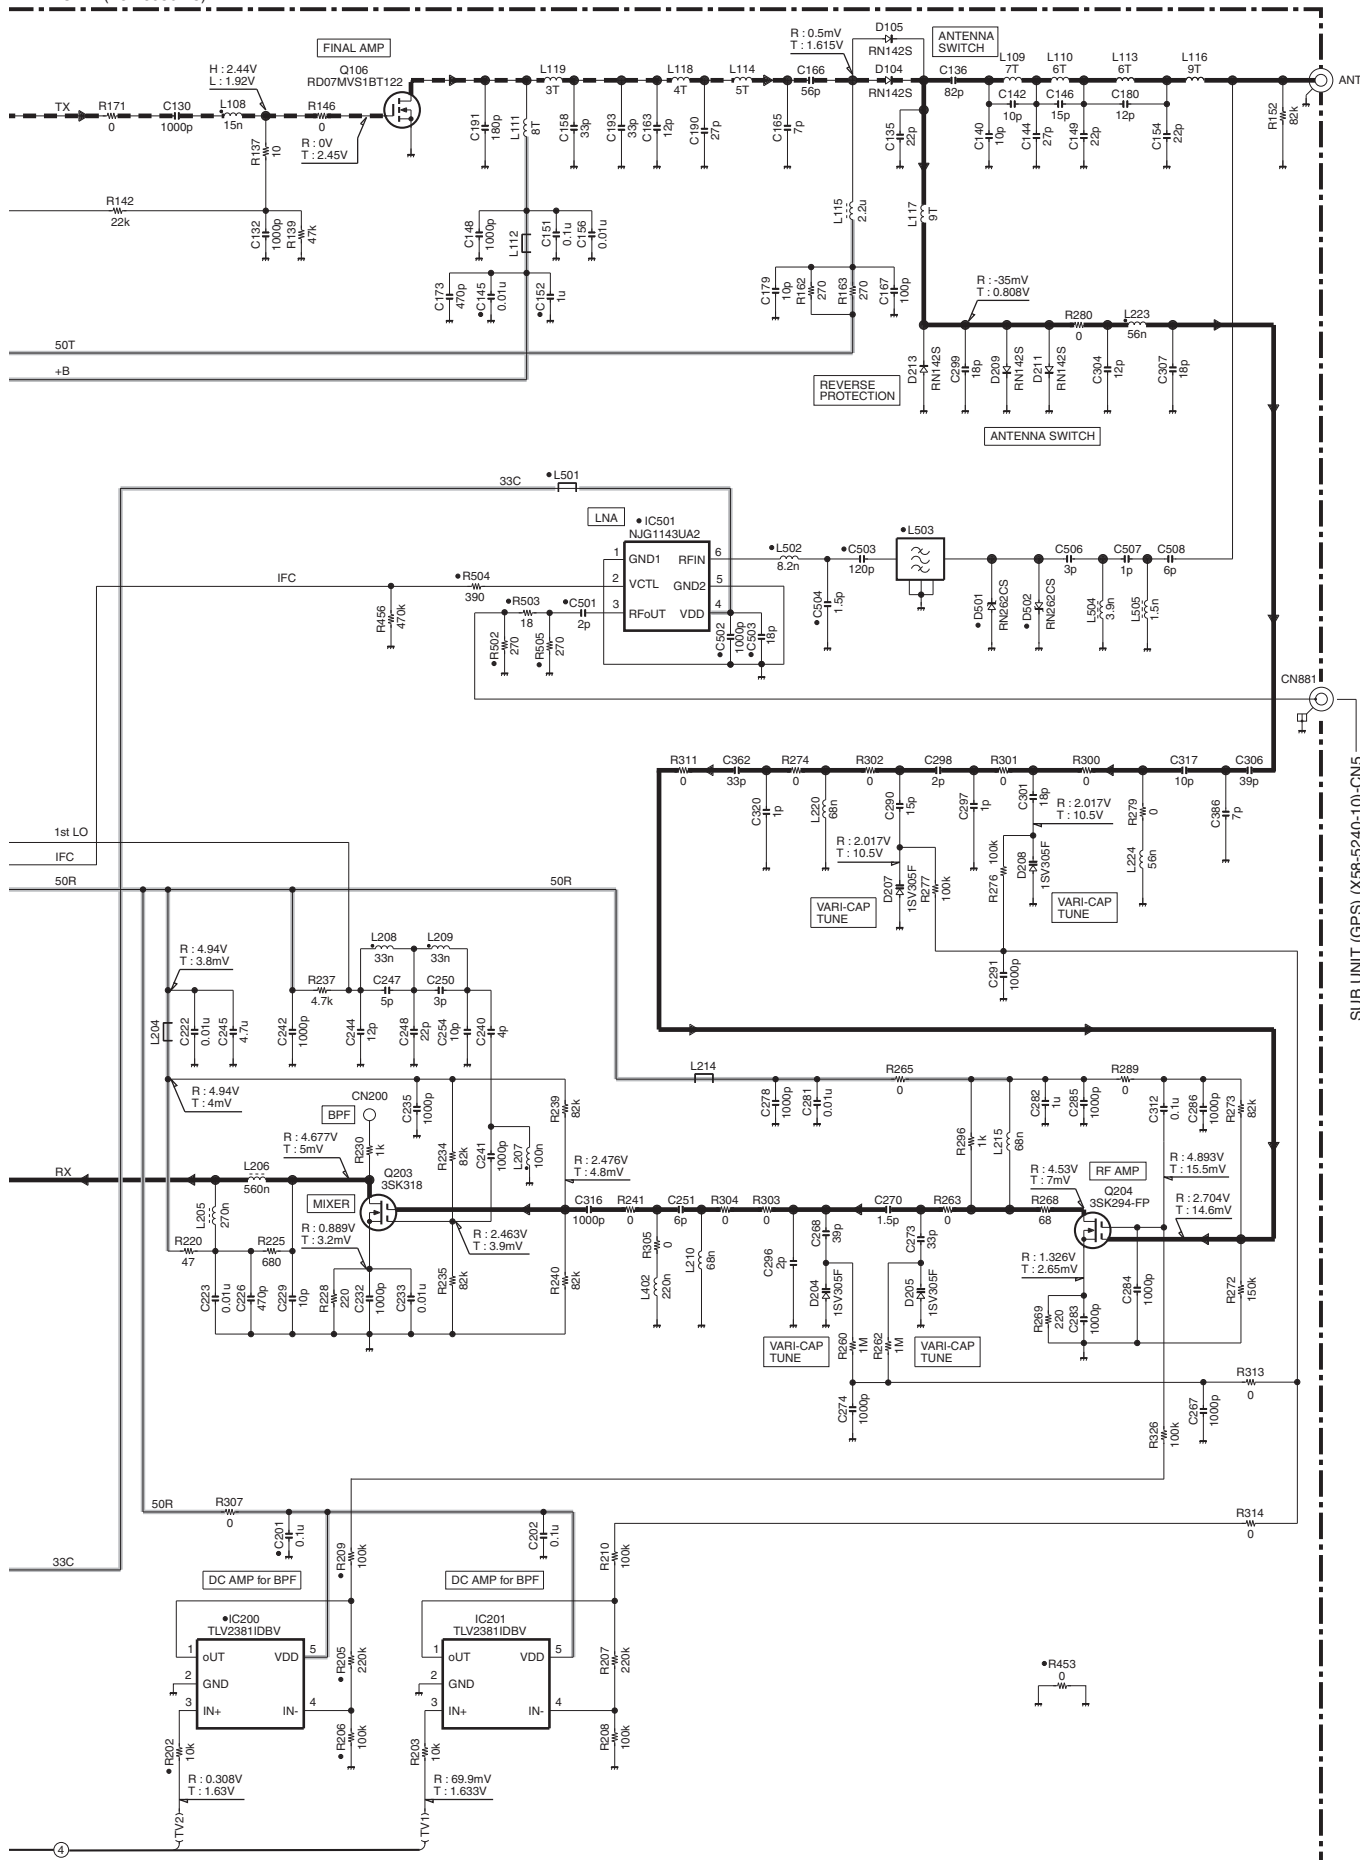 FINAL AMP
Q106
RD07MVS1BT122
H : 2.44V
L : 1.92V
TX
R171
0
C130
1000p
L108
15n
R146
0
R : 0V
T : 2.45V
R137
10
R142
22k
C132
1000p
R139
47k
C191
180p
L111
8T
L119
3T
C158
33p
C193
33p
C163
12p
L118
4T
C190
27p
L114
5T
C165
7p
C166
56p
R : 0.5mV
T : 1.615V
D105
RN142S
D104
RN142S
ANTENNA
SWITCH
C136
82p
C135
22p
L109
7T
L110
6T
L113
6T
L116
9T
C142
10p
C146
15p
C180
12p
C140
10p
C144
27p
C149
22p
C154
22p
R152
82k
ANT
C148
1000p
L112
C151
0.1u
C156
0.01u
C173
470p
C145
0.01u
C152
1u
L115
2.2u
L117
9T
C179
10p
R162
270
R163
270
C167
100p
R : -35mV
T : 0.808V
R280
0
L223
56n
50T
+B
D213
RN142S
C299
18p
D209
RN142S
D211
RN142S
C304
12p
C307
18p
REVERSE
PROTECTION
ANTENNA SWITCH
33C
L501
LNA
IC501
NJG1143UA2
1
GND1
RFIN
6
2
VCTL
GND2
5
3
RFoUT
VDD
4
L502
8.2n
C503
120p
L503
C504
1.5p
D501
RN262CS
D502
RN262CS
C506
3p
C507
1p
C508
6p
L504
3.9n
L505
1.5n
IFC
R504
390
R456
470k
R503
18
C501
2p
R502
270
R505
270
C502
1000p
C503
18p
CN881
SUB UNIT (GPS) (X58-5240-10)-CN5
R311
0
C362
33p
R274
0
R302
0
C298
2p
R301
0
R300
0
C317
10p
C306
39p
C320
1p
L220
68n
C290
15p
C297
1p
C301
18p
R : 2.017V
T : 10.5V
R279
0
C386
7p
R : 2.017V
T : 10.5V
D207
1SV305F
R277
100k
R276
100k
D208
1SV305F
L224
56n
VARI-CAP
TUNE
VARI-CAP
TUNE
C291
1000p
1st LO
IFC
50R
50R
R : 4.94V
T : 3.8mV
L208
33n
L209
33n
R237
4.7k
C247
5p
C250
3p
L204
C222
0.01u
C245
4.7u
C242
1000p
C244
12p
C248
22p
C254
10p
C240
4p
R : 4.94V
T : 4mV
CN200
BPF
C235
1000p
R239
82k
R230
1k
R234
82k
C241
1000p
L207
100n
R : 4.677V
T : 5mV
RX
L206
560n
Q203
3SK318
MIXER
R : 2.476V
T : 4.8mV
L205
270n
R220
47
R225
680
R : 0.889V
T : 3.2mV
R : 2.463V
T : 3.9mV
C223
0.01u
C226
470p
C229
10p
R228
220
C232
1000p
C233
0.01u
R235
82k
R240
82k
L214
C278
1000p
C281
0.01u
R265
0
C282
1u
C285
1000p
R289
0
C312
0.1u
C286
1000p
R273
82k
R296
1k
L215
68n
R : 4.53V
T : 7mV
RF AMP
R : 4.893V
T : 15.5mV
Q204
3SK294-FP
R : 2.704V
T : 14.6mV
C316
1000p
R241
0
C251
6p
R304
0
R303
0
C270
1.5p
R263
0
R268
68
R305
0
L402
220n
L210
68n
C296
2p
C268
39p
C273
33p
D204
1SV305F
D205
1SV305F
R : 1.326V
T : 2.65mV
R269
220
C283
1000p
C284
1000p
R272
150k
VARI-CAP
TUNE
R260
1M
R262
1M
VARI-CAP
TUNE
R313
0
C274
1000p
C267
1000p
R326
100k
50R
R307
0
C201
0.1u
R209
100k
C202
0.1u
R210
100k
R314
0
33C
DC AMP for BPF
DC AMP for BPF
IC200
TLV2381IDBV
IC201
TLV2381IDBV
1
oUT
VDD
5
2
GND
3
IN+
IN-
4
R205
220k
1
oUT
VDD
5
2
GND
3
IN+
IN-
4
R207
220k
R202
10k
R206
100k
R203
10k
R208
100k
R453
0
R : 0.308V
T : 1.63V
R : 69.9mV
T : 1.633V
TV2
TV1
4